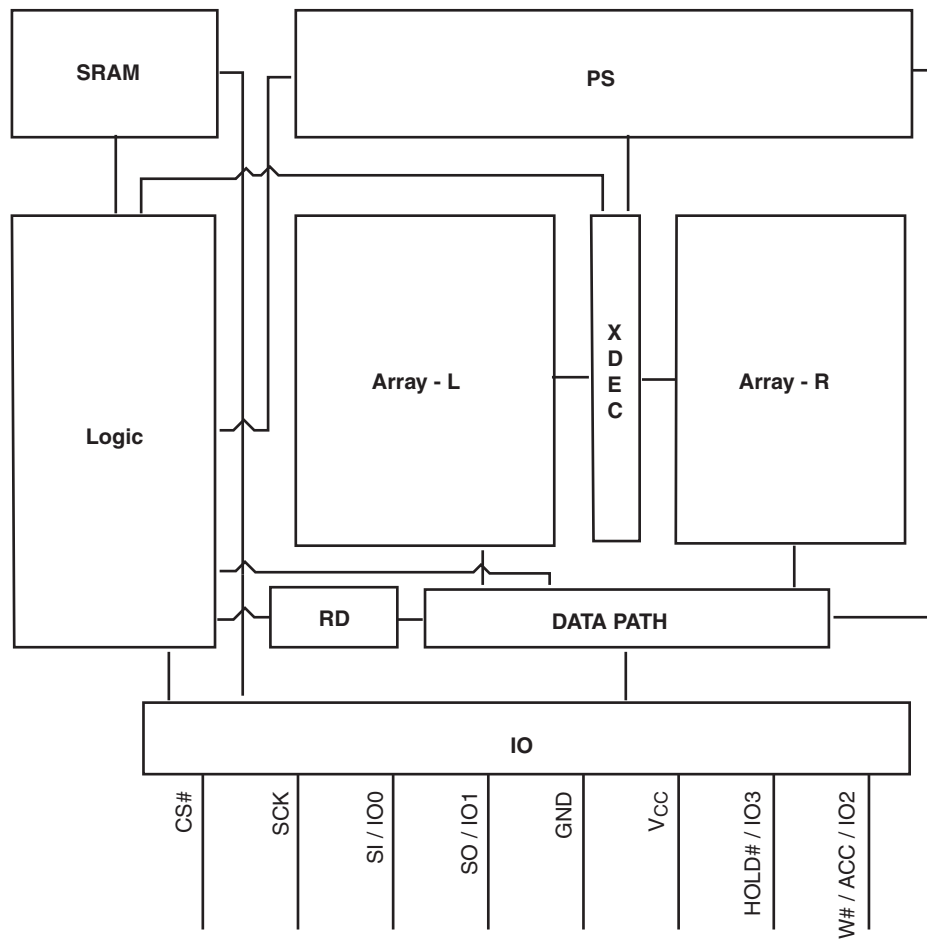 SRAM
PS
Array - L
X
D
E
C
Array - R
Logic
RD
DATA PATH
IO
CS#
SCK
SI / IO0
SO / IO1
GND
VCC
HOLD# / IO3
W# / ACC / IO2